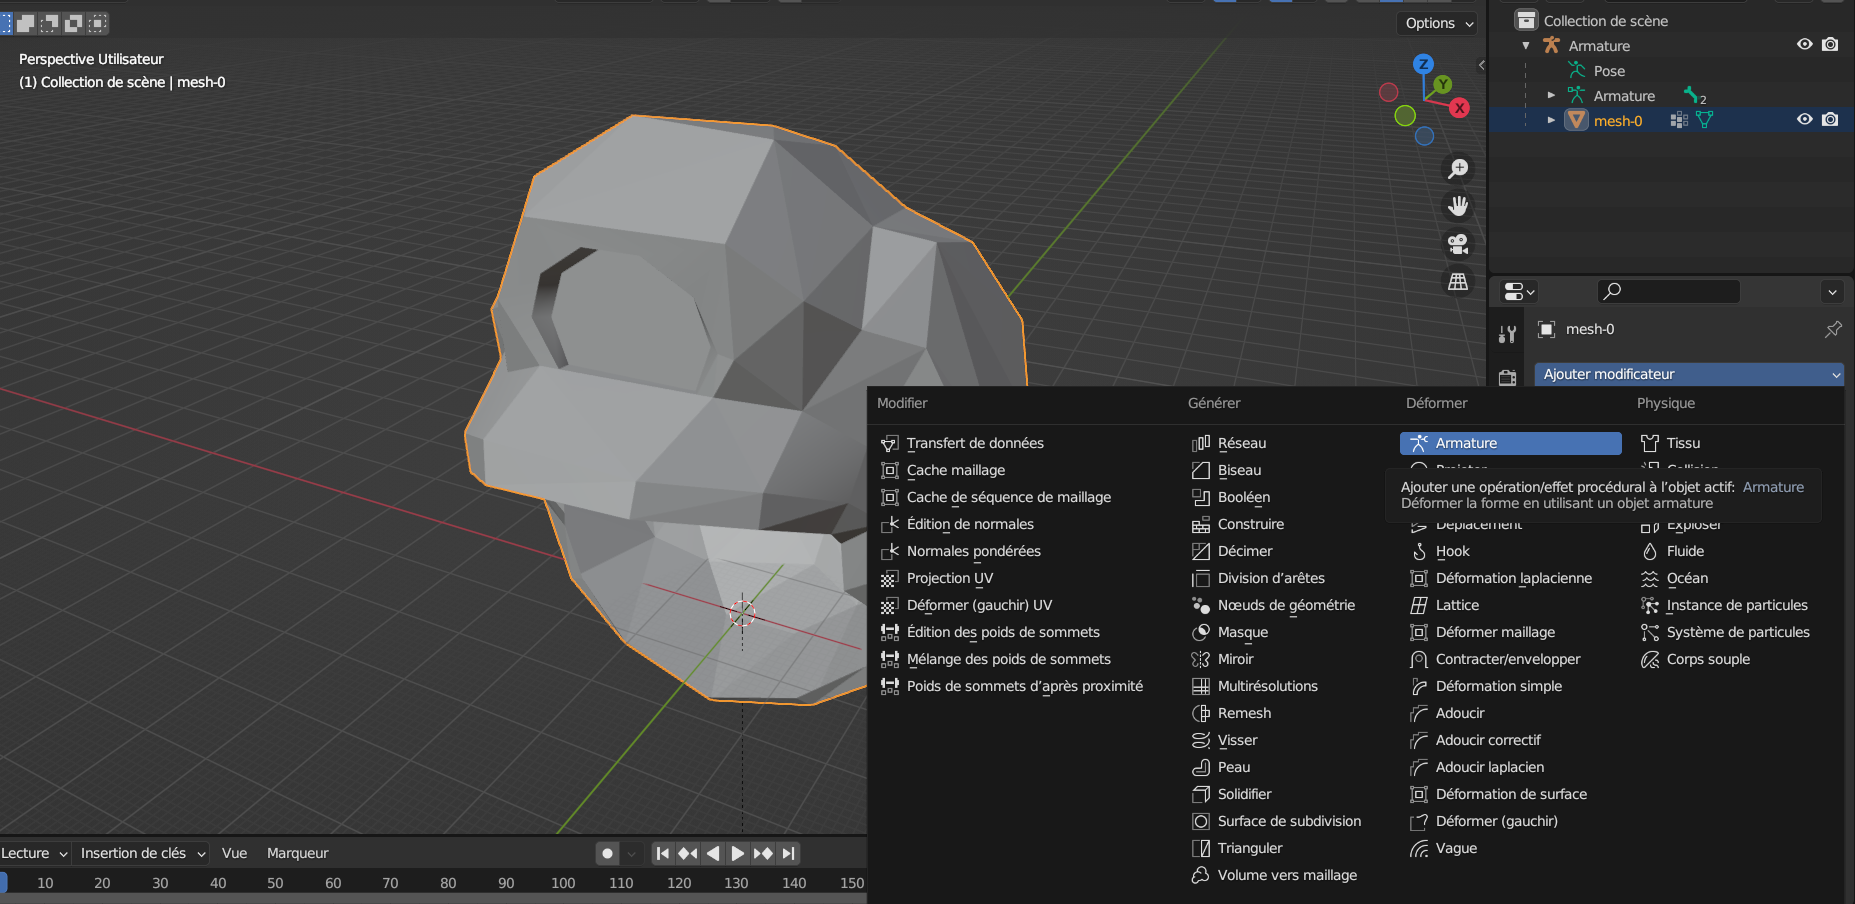 Options
Perspective Utilisateur
(1) Collection de scène | mesh-0
Z
Y
X
Collection de scène
Armature
Pose
Armature
2
mesh-0
mesh-0
Ajouter modificateur
Modifier
Transfert de données
Cache maillage
Cache de séquence de maillage
Édition de normales
Normales pondérées
Projection UV
Déformer (gauchir) UV
Édition des poids de sommets
Mélange des poids de sommets
Poids de sommets d’après proximité
Générer
Réseau
Biseau
Booléen
Construire
Décimer
Division d’arêtes
Nœuds de géométrie
Masque
Miroir
Multirésolutions
Remesh
Visser
Peau
Solidifier
Surface de subdivision
Trianguler
Volume vers maillage
Déformer
Armature
Ajouter une opération/effet procédural à l’objet actif: Armature
Déformer la forme en utilisant un objet armature
Déplacement
Hook
Déformation laplacienne
Lattice
Déformer maillage
Contracter/envelopper
Déformation simple
Adoucir
Adoucir correctif
Adoucir laplacien
Déformation de surface
Déformer (gauchir)
Vague
Physique
Tissu
Collision
Exploser
Fluide
Océan
Instance de particules
Système de particules
Corps souple
Lecture Insertion de clés Vue Marqueur
10 20 30 40 50 60 70 80 90 100 110 120 130 140 150